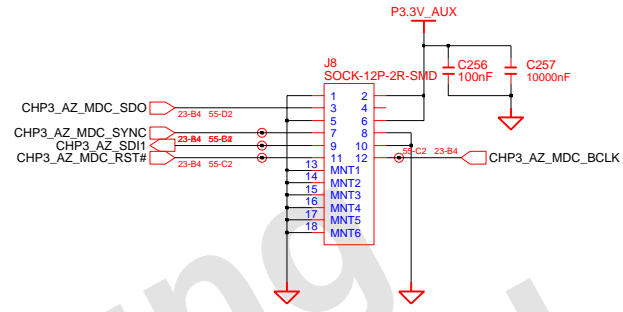 P3.3V_AUX
J8
SOCK-12P-2R-SMD
C256
100nF
C257
10000nF
1 2
CHP3_AZ_MDC_SDO 23-B4 55-D2 3 4
5 6
CHP3_AZ_MDC_SYNC 7 8
CHP3_AZ_SDI1 9 10
CHP3_AZ_MDC_RST# 23-B4 55-C2 11 12 55-C2 23-B4 CHP3_AZ_MDC_BCLK
13 MNT1
14 MNT2
15 MNT3
16 MNT4
17 MNT5
18 MNT6